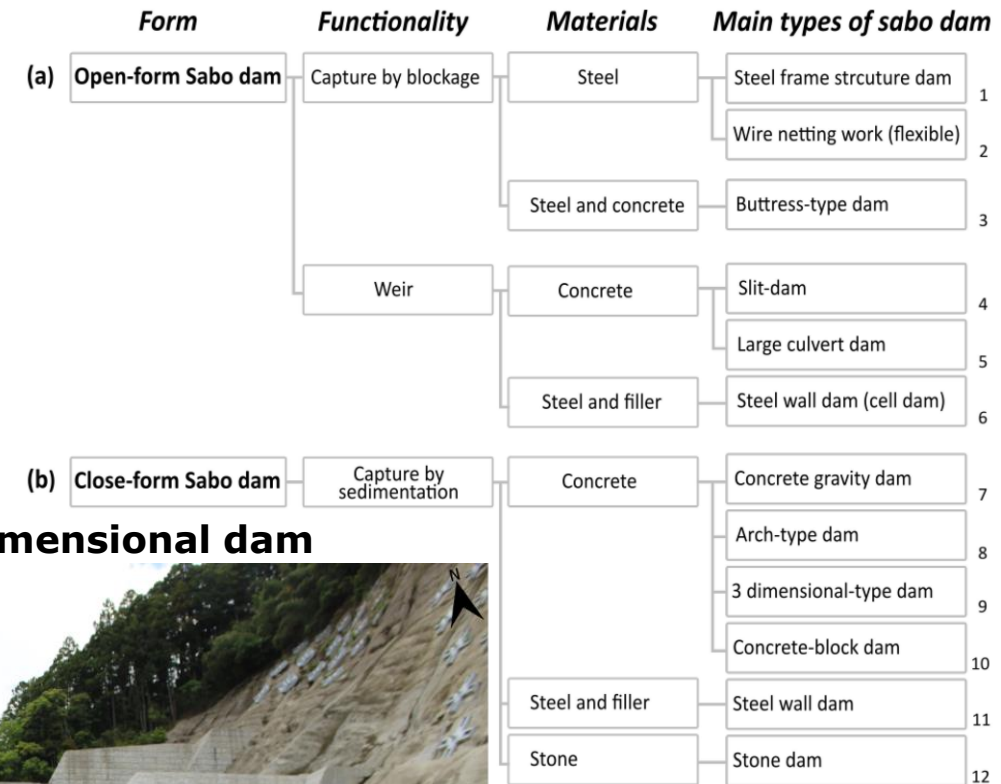 Form Functionality Materials Main types of sabo dam
(a) Open-form Sabo dam Capture by blockage Steel Steel frame strcuture dam 1
Wire netting work (flexible) 2
Steel and concrete Buttress-type dam 3
Weir Concrete Slit-dam 4
Large culvert dam 5
Steel and filler Steel wall dam (cell dam) 6
(b) Close-form Sabo dam Capture by
sedimentation Concrete Concrete gravity dam 7
Arch-type dam 8
mensional dam
3 dimensional-type dam 9
N
Concrete-block dam 10
Steel and filler Steel wall dam 11
Stone Stone dam 12